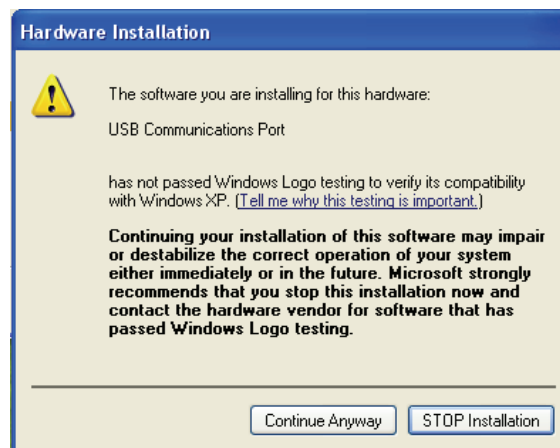 Hardware Installation
The software you are installing for this hardware:
USB Communications Port
has not passed Windows Logo testing to verify its compatibility
with Windows XP. (Tell me why this testing is important.)
Continuing your installation of this software may impair
or destabilize the correct operation of your system
either immediately or in the future. Microsoft strongly
recommends that you stop this installation now and
contact the hardware vendor for software that has
passed Windows Logo testing.
Continue Anyway
STOP Installation